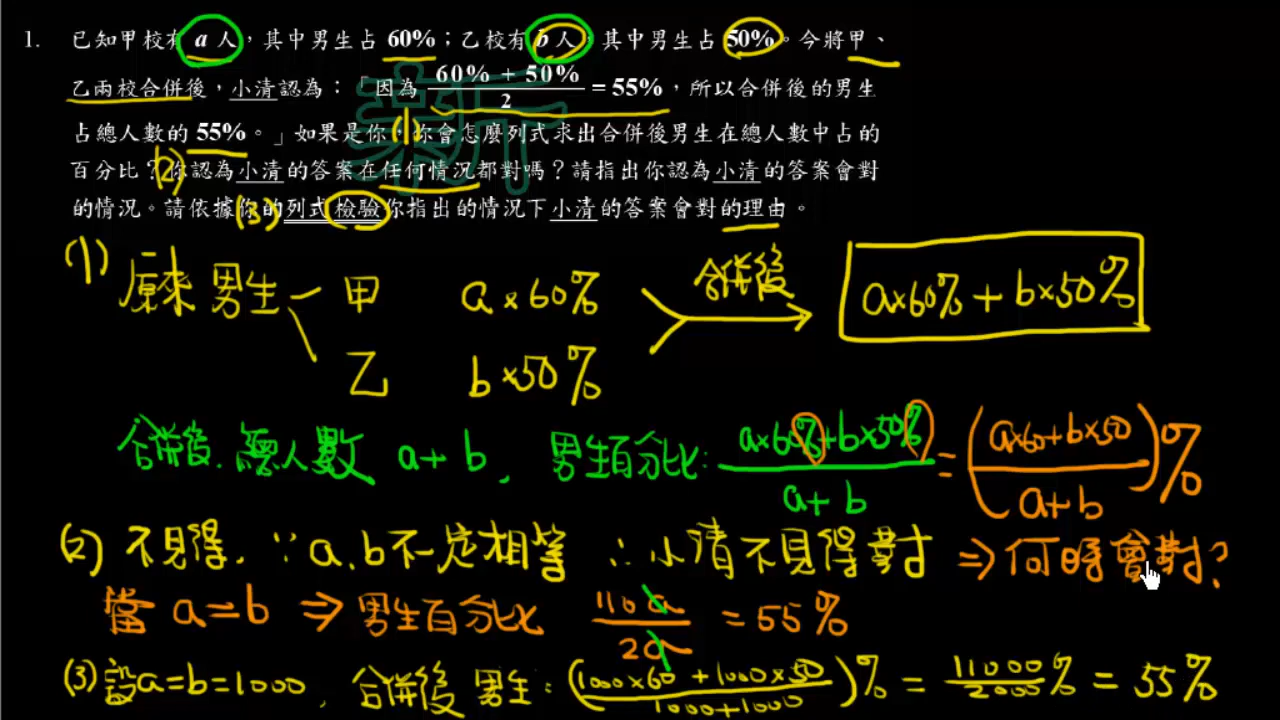 1. 已知甲校有 a 人，其中男生占 60%；乙校有 b 人，其中男生占 50%。今將甲、
乙兩校合併後，小清認為：「因為 (60% + 50%)/2 = 55%，所以合併後的男生
占總人數的 55%。」如果是你，你會怎麼列式求出合併後男生在總人數中占的
百分比？你認為小清的答案在任何情況都對嗎？請指出你認為小清的答案會對
的情況。請依據你的列式檢驗你指出的情況下小清的答案會對的理由。
(1)
(2)
(3)
(1) 原來男生 甲 a×60% 合併後 a×60% + b×50%
乙 b×50%
合併後.總人數 a+b , 男生百分比: (a×60%+b×50%)/(a+b) = ((a×60+b×50)/(a+b))%
(2) 不見得. ∵a.b不一定相等 ∴小清不見得對 ⇒何時會對?
當 a=b ⇒ 男生百分比 110a/2a = 55%
(3) 設a=b=1000, 合併後 男生: ((1000×60+1000×50)/(1000+1000))% = 11000/2000% = 55%